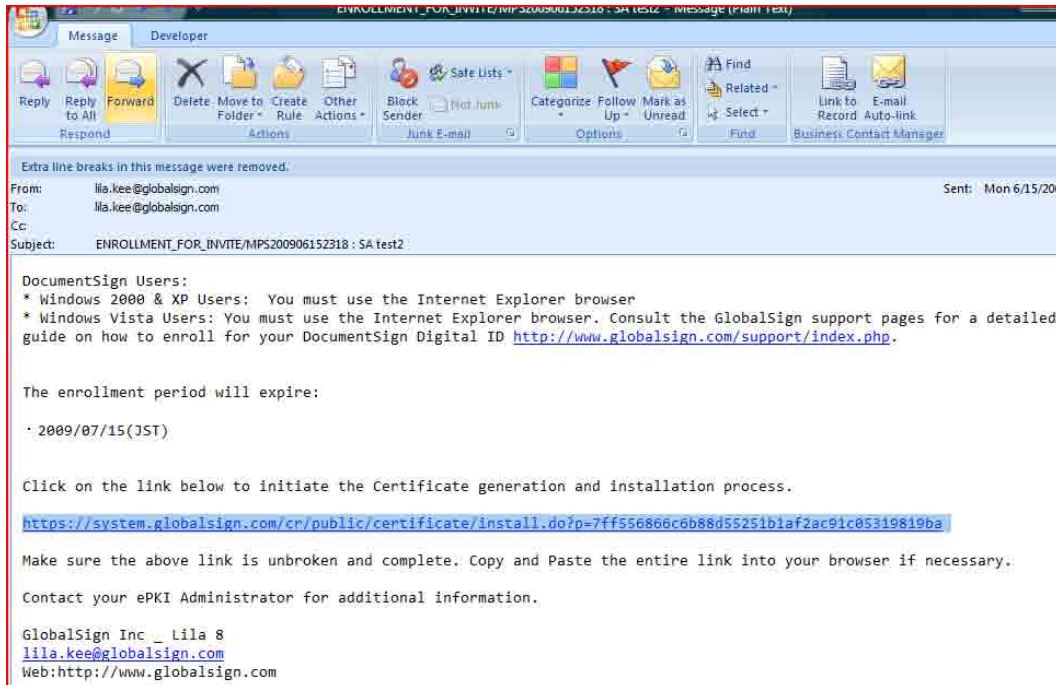 ENROLLMENT_FOR_INVITE/MPS200906152318 : SA test2 - Message (Plain Text)
Message Developer
Reply Reply to All Forward Delete Move to Folder Create Rule Other Actions Block Sender Safe Lists Not Junk Categorize Follow Up Mark as Unread Find Related Select Link to Record E-mail Auto-link
Respond Actions Junk E-mail Options Find Business Contact Manager
Extra line breaks in this message were removed.
From: lila.kee@globalsign.com Sent: Mon 6/15/200
To: lila.kee@globalsign.com
Cc:
Subject: ENROLLMENT_FOR_INVITE/MPS200906152318 : SA test2
DocumentSign Users:
* Windows 2000 & XP Users: You must use the Internet Explorer browser
* Windows Vista Users: You must use the Internet Explorer browser. Consult the GlobalSign support pages for a detailed
guide on how to enroll for your DocumentSign Digital ID http://www.globalsign.com/support/index.php.
The enrollment period will expire:
· 2009/07/15(JST)
Click on the link below to initiate the Certificate generation and installation process.
https://system.globalsign.com/cr/public/certificate/install.do?p=7ff556866c6b88d55251b1af2ac91c05319819ba
Make sure the above link is unbroken and complete. Copy and Paste the entire link into your browser if necessary.
Contact your ePKI Administrator for additional information.
GlobalSign Inc _ Lila 8
lila.kee@globalsign.com
Web:http://www.globalsign.com